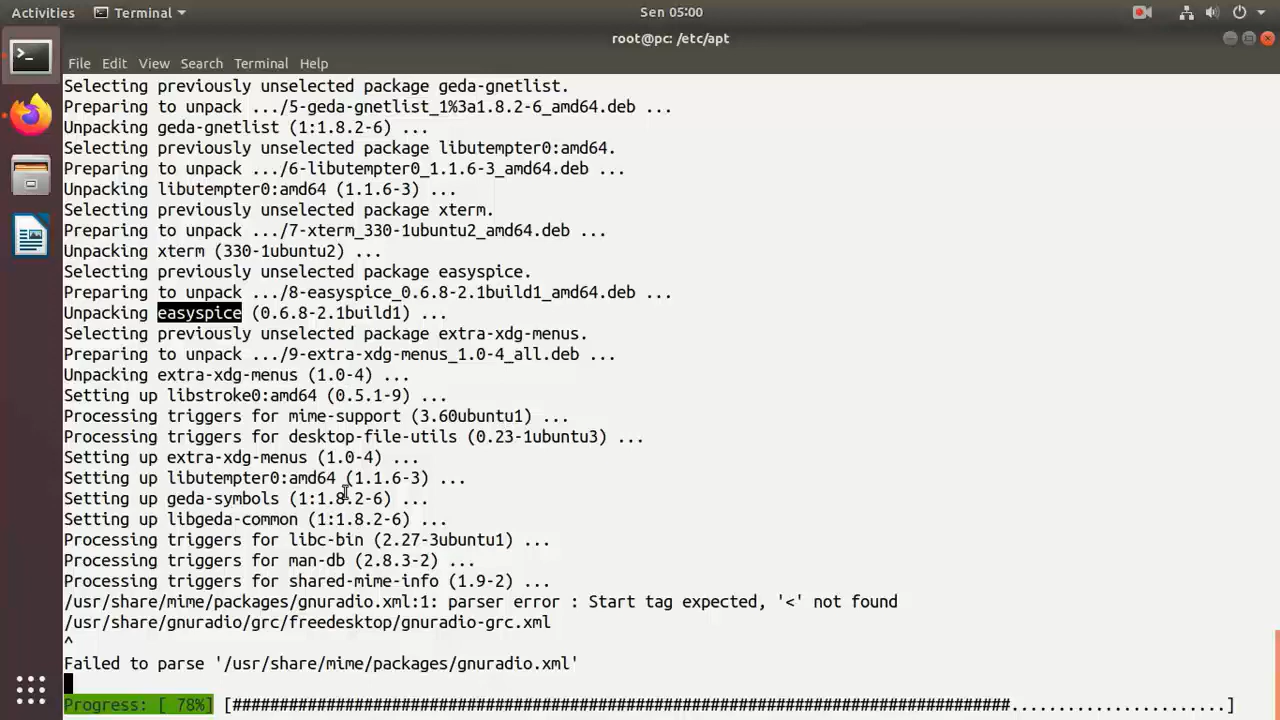 Activities
Terminal
Sen 05:00
root@pc: /etc/apt
File Edit View Search Terminal Help
Selecting previously unselected package geda-gnetlist.
Preparing to unpack .../5-geda-gnetlist_1%3a1.8.2-6_amd64.deb ...
Unpacking geda-gnetlist (1:1.8.2-6) ...
Selecting previously unselected package libutempter0:amd64.
Preparing to unpack .../6-libutempter0_1.1.6-3_amd64.deb ...
Unpacking libutempter0:amd64 (1.1.6-3) ...
Selecting previously unselected package xterm.
Preparing to unpack .../7-xterm_330-1ubuntu2_amd64.deb ...
Unpacking xterm (330-1ubuntu2) ...
Selecting previously unselected package easyspice.
Preparing to unpack .../8-easyspice_0.6.8-2.1build1_amd64.deb ...
Unpacking easyspice (0.6.8-2.1build1) ...
Selecting previously unselected package extra-xdg-menus.
Preparing to unpack .../9-extra-xdg-menus_1.0-4_all.deb ...
Unpacking extra-xdg-menus (1.0-4) ...
Setting up libstroke0:amd64 (0.5.1-9) ...
Processing triggers for mime-support (3.60ubuntu1) ...
Processing triggers for desktop-file-utils (0.23-1ubuntu3) ...
Setting up extra-xdg-menus (1.0-4) ...
Setting up libutempter0:amd64 (1.1.6-3) ...
Setting up geda-symbols (1:1.8.2-6) ...
Setting up libgeda-common (1:1.8.2-6) ...
Processing triggers for libc-bin (2.27-3ubuntu1) ...
Processing triggers for man-db (2.8.3-2) ...
Processing triggers for shared-mime-info (1.9-2) ...
/usr/share/mime/packages/gnuradio.xml:1: parser error : Start tag expected, '<' not found
/usr/share/gnuradio/grc/freedesktop/gnuradio-grc.xml
^
Failed to parse '/usr/share/mime/packages/gnuradio.xml'
Progress: [ 78%] [###################################################################################.......................]